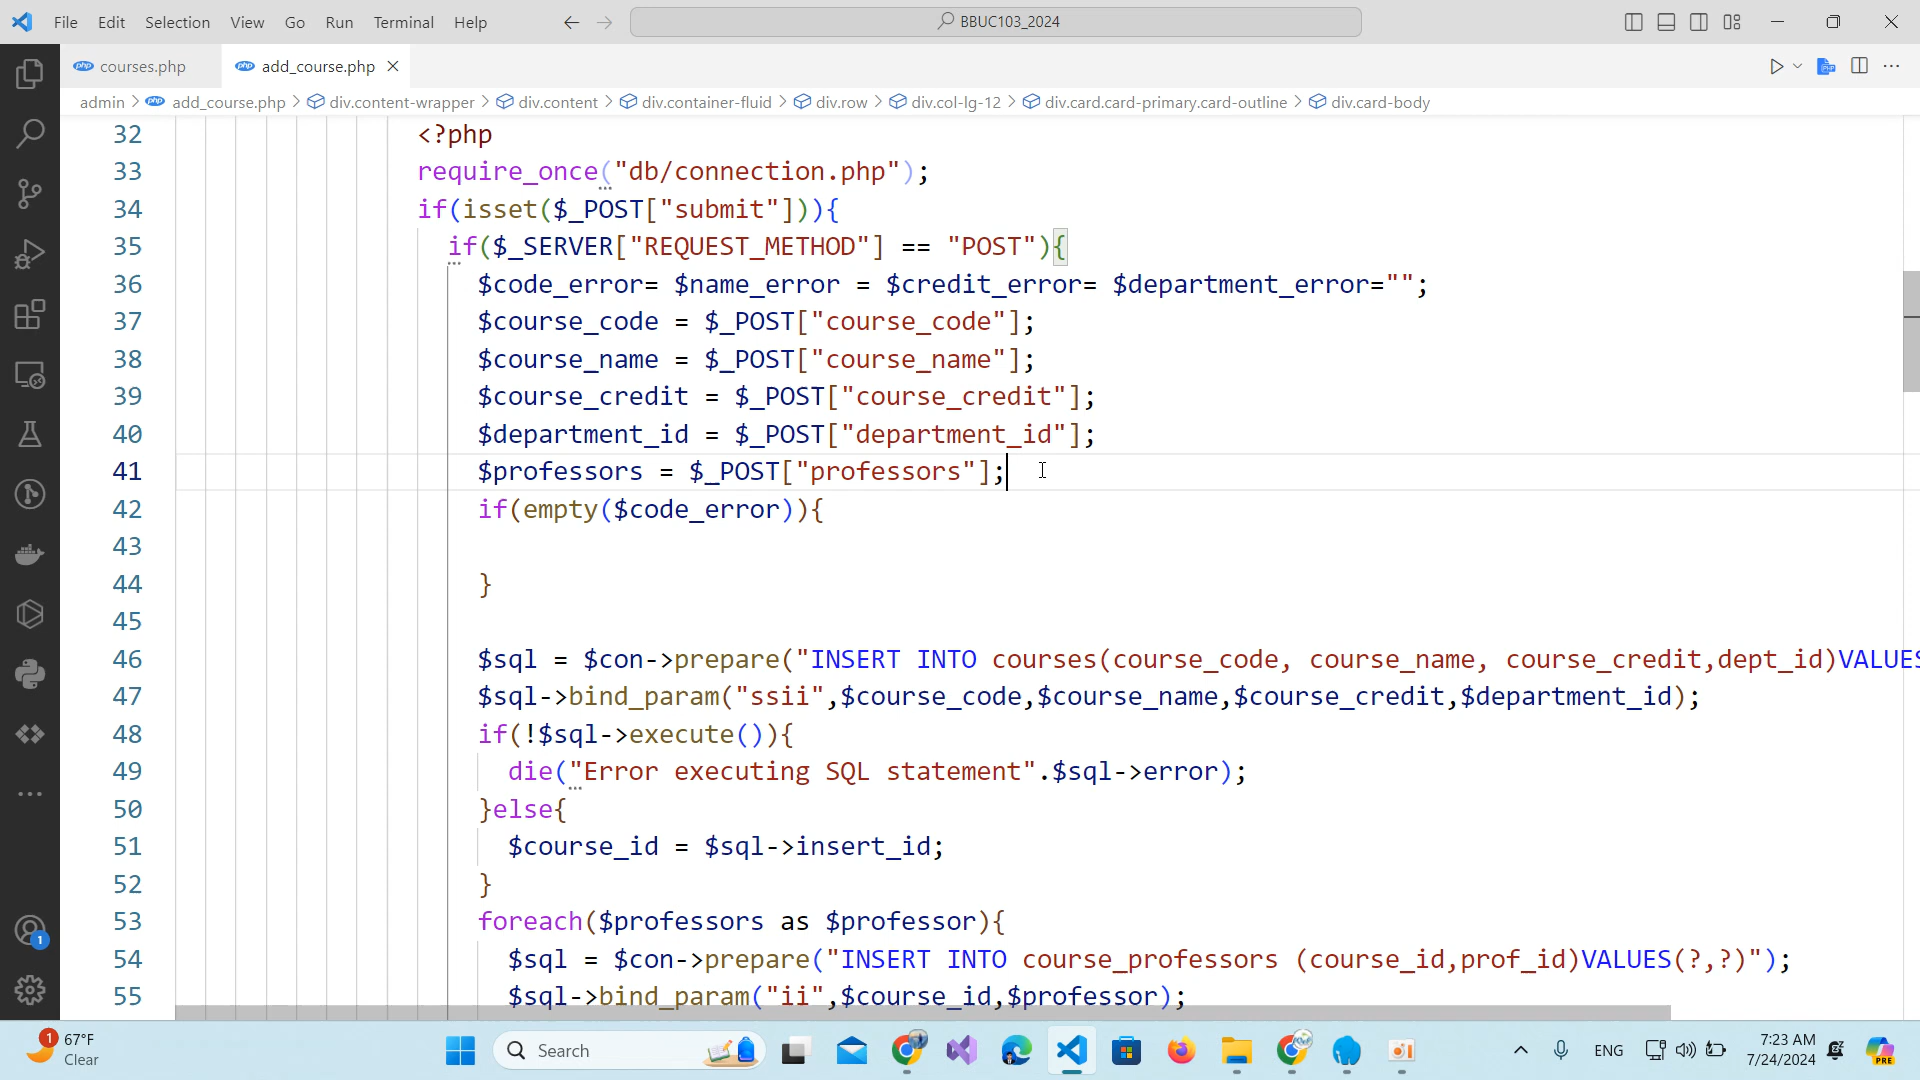 File Edit Selection View Go Run Terminal Help BBUC103_2024
courses.php add_course.php
admin > add_course.php > div.content-wrapper > div.content > div.container-fluid > div.row > div.col-lg-12 > div.card.card-primary.card-outline > div.card-body
32 <?php
33 require_once("db/connection.php");
34 if(isset($_POST["submit"])){
35 if($_SERVER["REQUEST_METHOD"] == "POST"){
36 $code_error= $name_error = $credit_error= $department_error="";
37 $course_code = $_POST["course_code"];
38 $course_name = $_POST["course_name"];
39 $course_credit = $_POST["course_credit"];
40 $department_id = $_POST["department_id"];
41 $professors = $_POST["professors"];
42 if(empty($code_error)){
43
44 }
45
46 $sql = $con->prepare("INSERT INTO courses(course_code, course_name, course_credit,dept_id)VALUES
47 $sql->bind_param("ssii",$course_code,$course_name,$course_credit,$department_id);
48 if(!$sql->execute()){
49 die("Error executing SQL statement".$sql->error);
50 }else{
51 $course_id = $sql->insert_id;
52 }
53 foreach($professors as $professor){
54 $sql = $con->prepare("INSERT INTO course_professors (course_id,prof_id)VALUES(?,?)");
55 $sql->bind_param("ii",$course_id,$professor);
1
1 67°F
Clear
Search
ENG
7:23 AM
7/24/2024
PRE